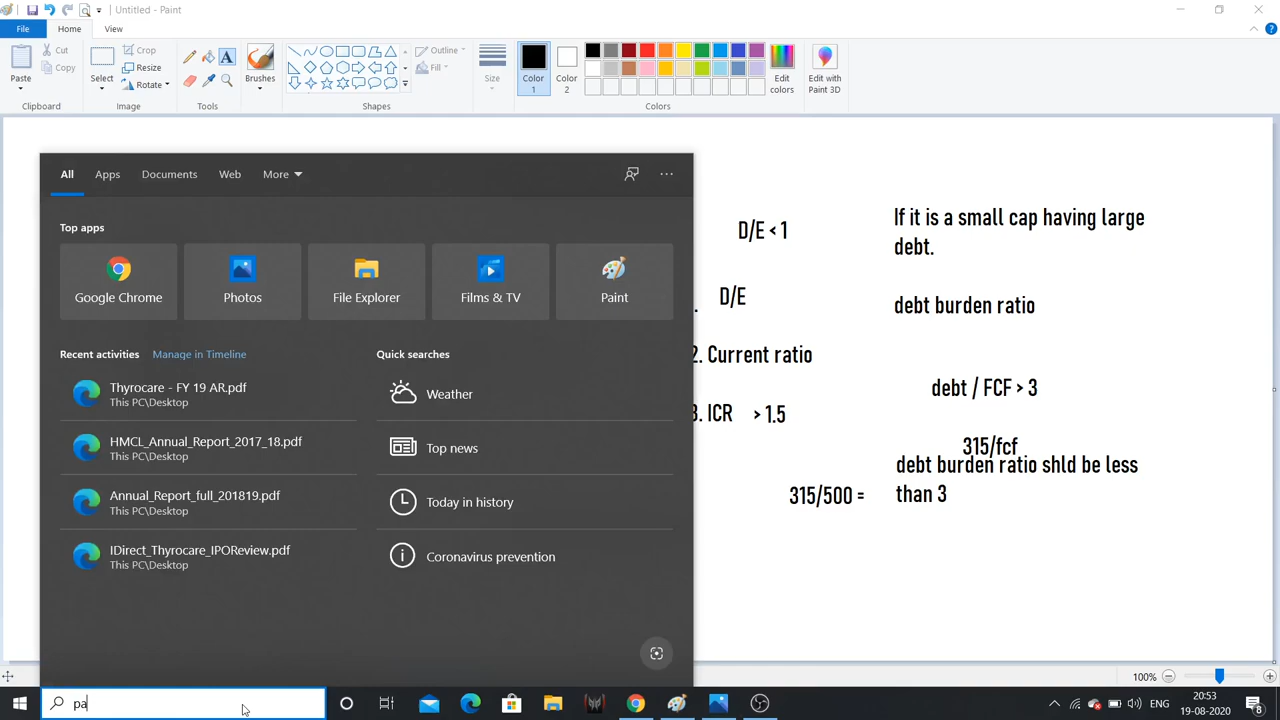 Untitled - Paint
File
Home
View
Paste
Cut
Copy
Clipboard
Select
Crop
Resize
Rotate
Image
Tools
Brushes
Shapes
Outline
Fill
Size
Color
1
Color
2
Colors
Edit
colors
Edit with
Paint 3D
All
Apps
Documents
Web
More
Top apps
Google Chrome
Photos
File Explorer
Films & TV
Paint
Recent activities
Manage in Timeline
Thyrocare - FY 19 AR.pdf
This PC\Desktop
HMCL_Annual_Report_2017_18.pdf
This PC\Desktop
Annual_Report_full_201819.pdf
This PC\Desktop
IDirect_Thyrocare_IPOReview.pdf
This PC\Desktop
Quick searches
Weather
Top news
Today in history
Coronavirus prevention
D/E < 1
. D/E
2. Current ratio
3. ICR > 1.5
315/500 =
If it is a small cap having large
debt.
debt burden ratio
debt / FCF > 3
315/fcf
debt burden ratio shld be less
than 3
100%
pa
ENG
20:53
19-08-2020
8